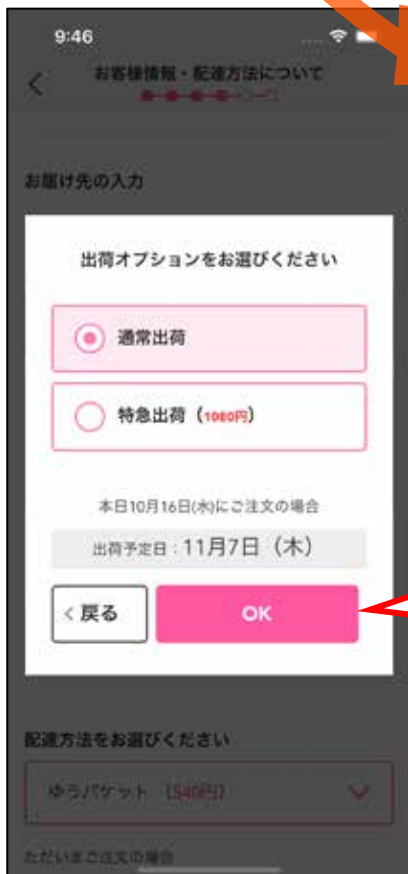 9:46
お客様情報・配達方法について
お届け先の入力
出荷オプションをお選びください
通常出荷
特急出荷（1080円）
本日10月16日(水)にご注文の場合
出荷予定日：11月7日（木）
＜戻る
OK
配達方法をお選びください
ゆうパケット （540円）
ただいまご注文の場合